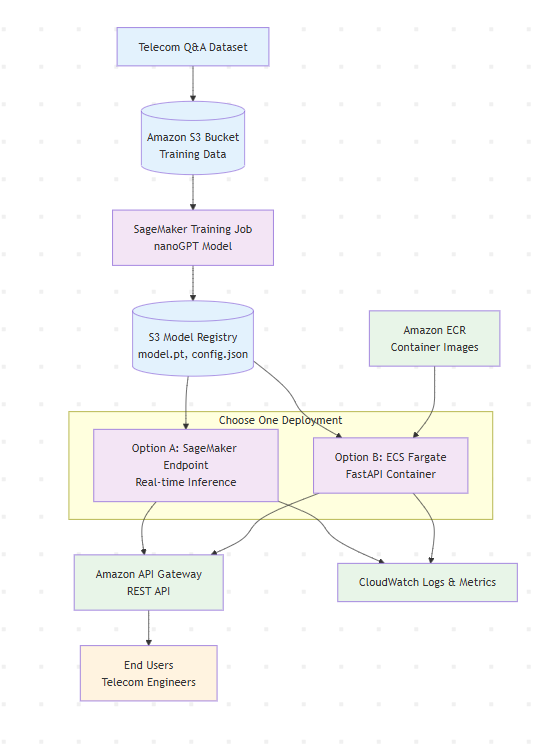 Telecom Q&A Dataset
Amazon S3 Bucket
Training Data
SageMaker Training Job
nanoGPT Model
S3 Model Registry
model.pt, config.json
Amazon ECR
Container Images
Choose One Deployment
Option A: SageMaker
Endpoint
Real-time Inference
Option B: ECS Fargate
FastAPI Container
Amazon API Gateway
REST API
CloudWatch Logs & Metrics
End Users
Telecom Engineers